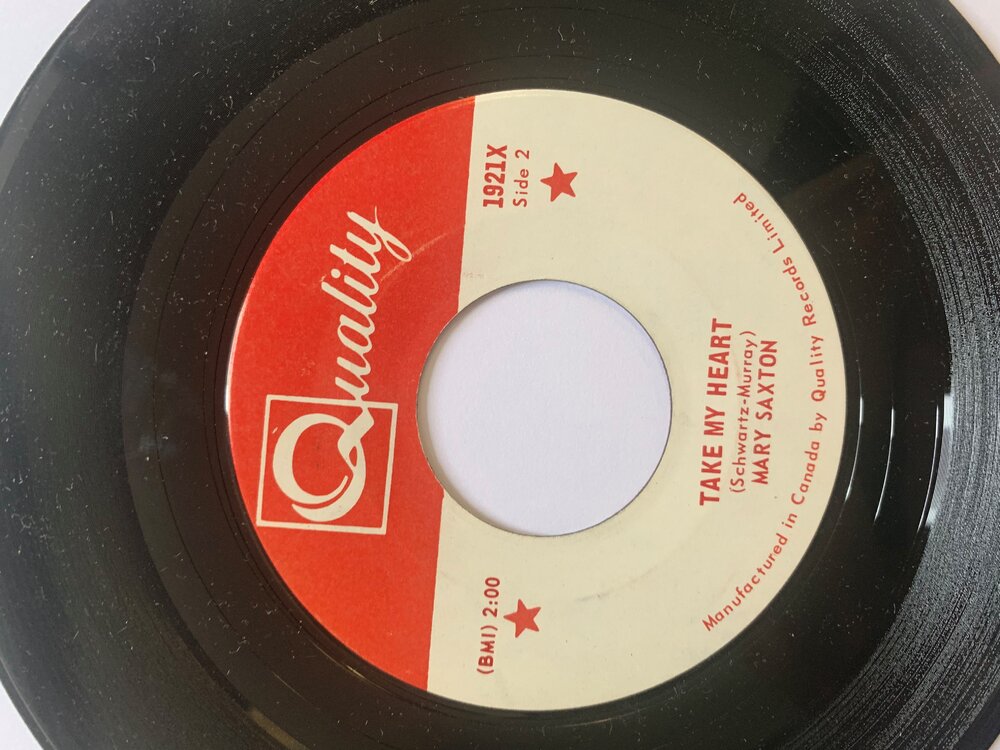 Quality
(BMI) 2:00
1921X
Side 2
TAKE MY HEART
(Schwartz-Murray)
MARY SAXTON
Manufactured in Canada by Quality Records Limited